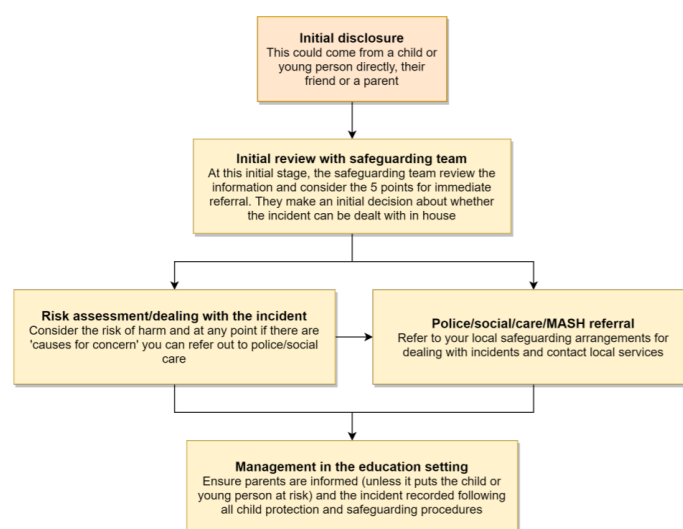 Initial disclosure
This could come from a child or
young person directly, their
friend or a parent
Initial review with safeguarding team
At this initial stage, the safeguarding team review the
information and consider the 5 points for immediate
referral. They make an initial decision about whether
the incident can be dealt with in house
Risk assessment/dealing with the incident
Consider the risk of harm and at any point if there are
'causes for concern' you can refer out to police/social
care
Police/social/care/MASH referral
Refer to your local safeguarding arrangements for
dealing with incidents and contact local services
Management in the education setting
Ensure parents are informed (unless it puts the child or
young person at risk) and the incident recorded following
all child protection and safeguarding procedures